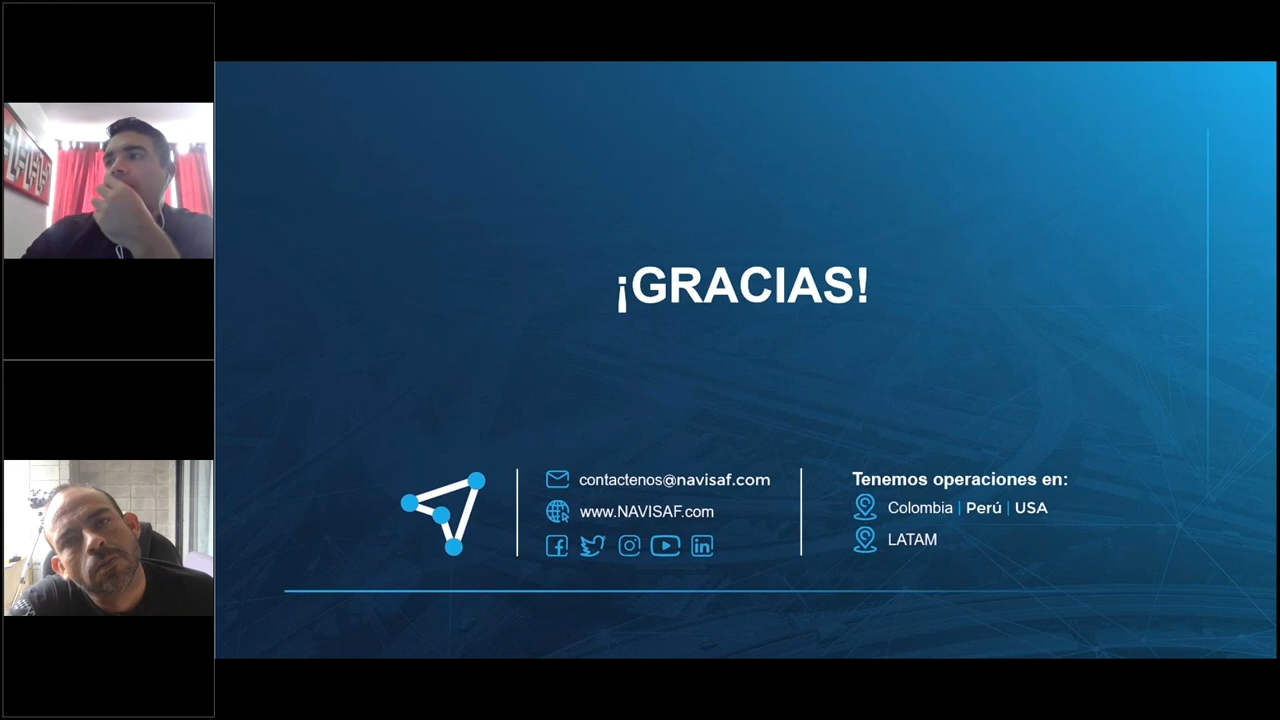 ¡GRACIAS!
contactenos@navisaf.com
www.NAVISAF.com
Tenemos operaciones en:
Colombia | Perú | USA
LATAM